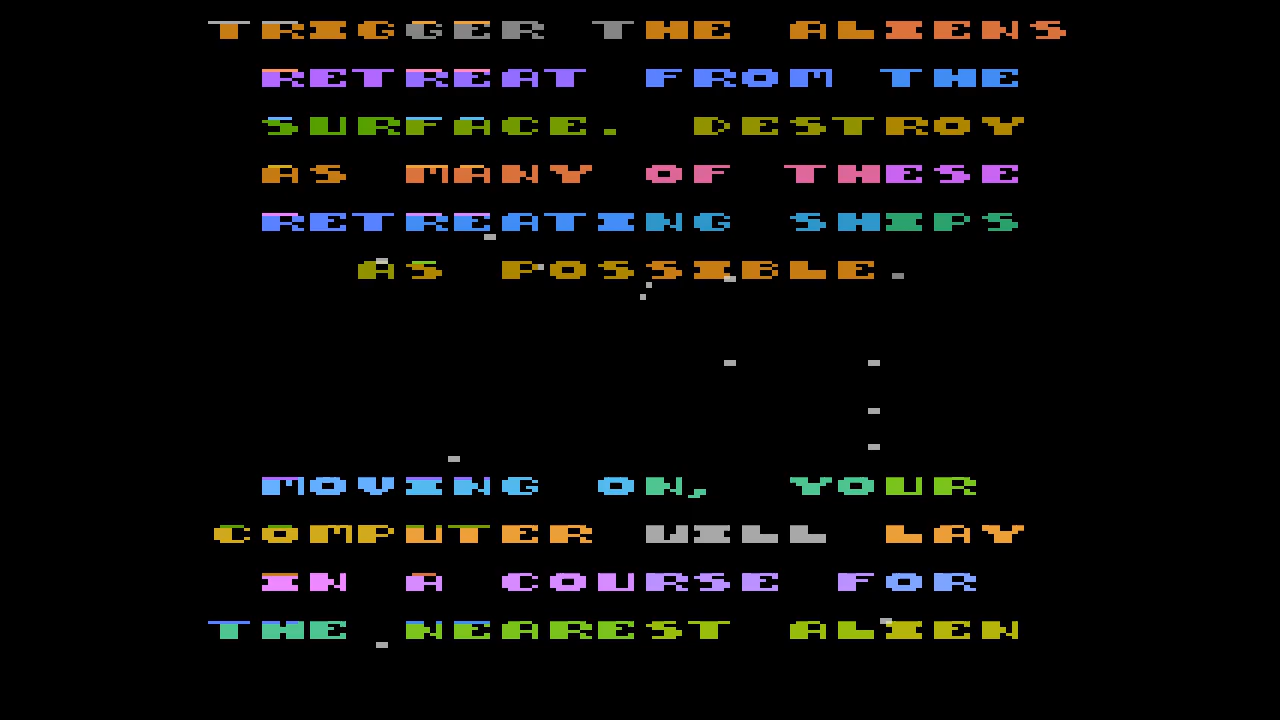 TRIGGER THE ALIENS
RETREAT FROM THE
SURFACE. DESTROY
AS MANY OF THESE
RETREATING SHIPS
AS POSSIBLE.
MOVING ON, YOUR
COMPUTER WILL LAY
IN A COURSE FOR
THE NEAREST ALIEN